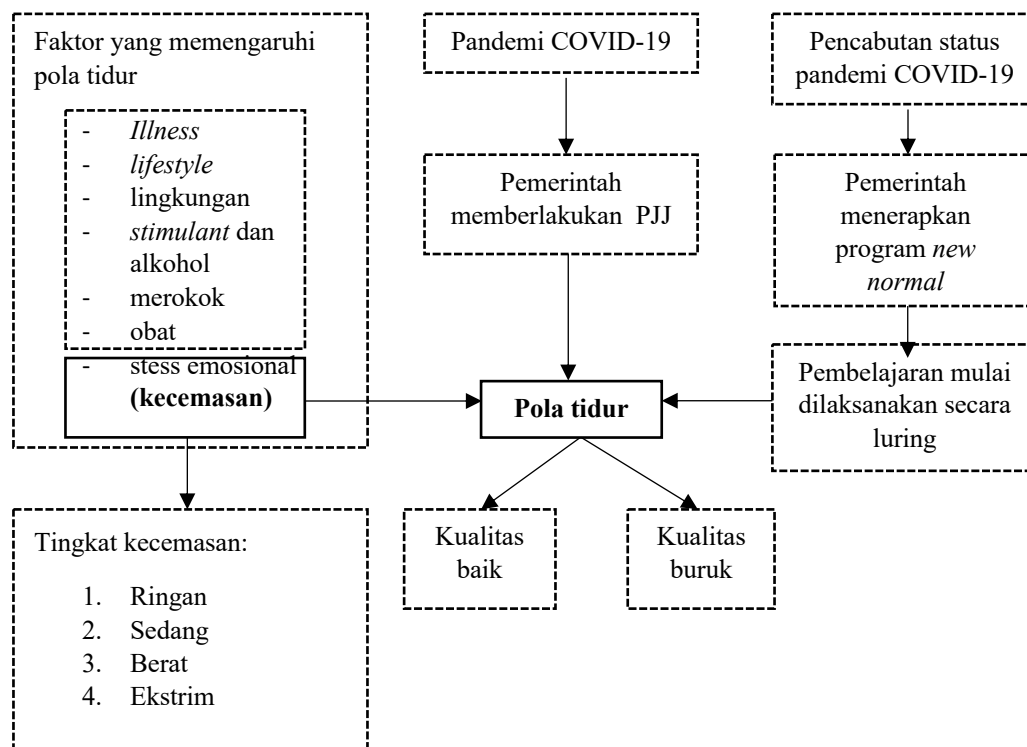 Faktor yang memengaruhi
pola tidur
- Illness
- lifestyle
- lingkungan
- stimulant dan
alkohol
- merokok
- obat
- stess emosional
(kecemasan)
Tingkat kecemasan:
1. Ringan
2. Sedang
3. Berat
4. Ekstrim
Pandemi COVID-19
Pemerintah
memberlakukan PJJ
Pola tidur
Kualitas
baik
Kualitas
buruk
Pencabutan status
pandemi COVID-19
Pemerintah
menerapkan
program new
normal
Pembelajaran mulai
dilaksanakan secara
luring